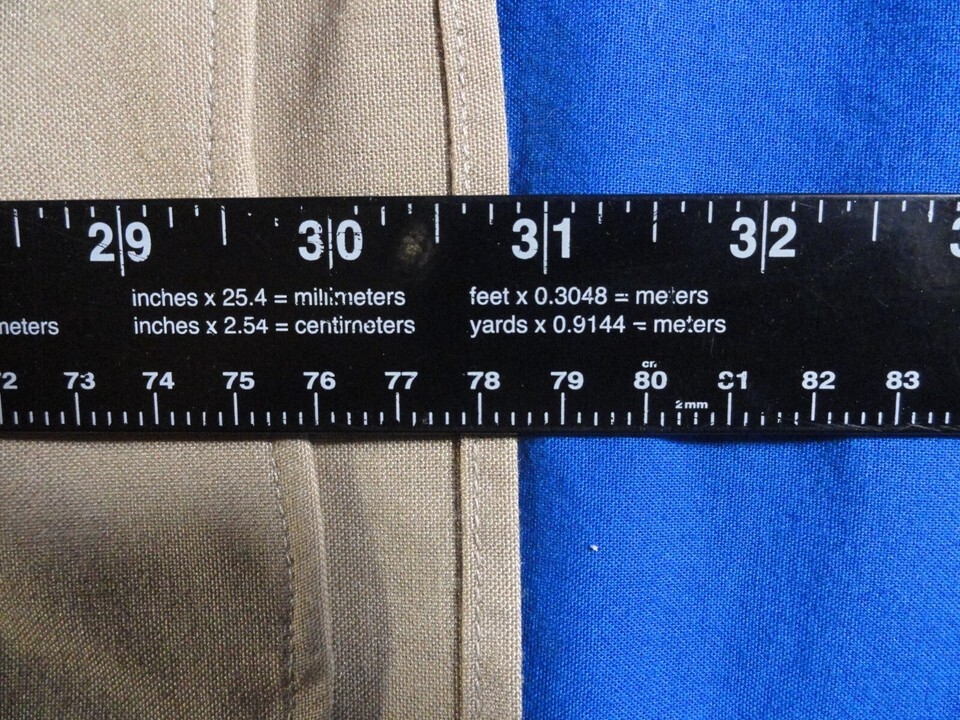 29 30 31 32
inches x 25.4 = millimeters feet x 0.3048 = meters
meters inches x 2.54 = centimeters yards x 0.9144 = meters
cm
72 73 74 75 76 77 78 79 80 81 82 83
2mm